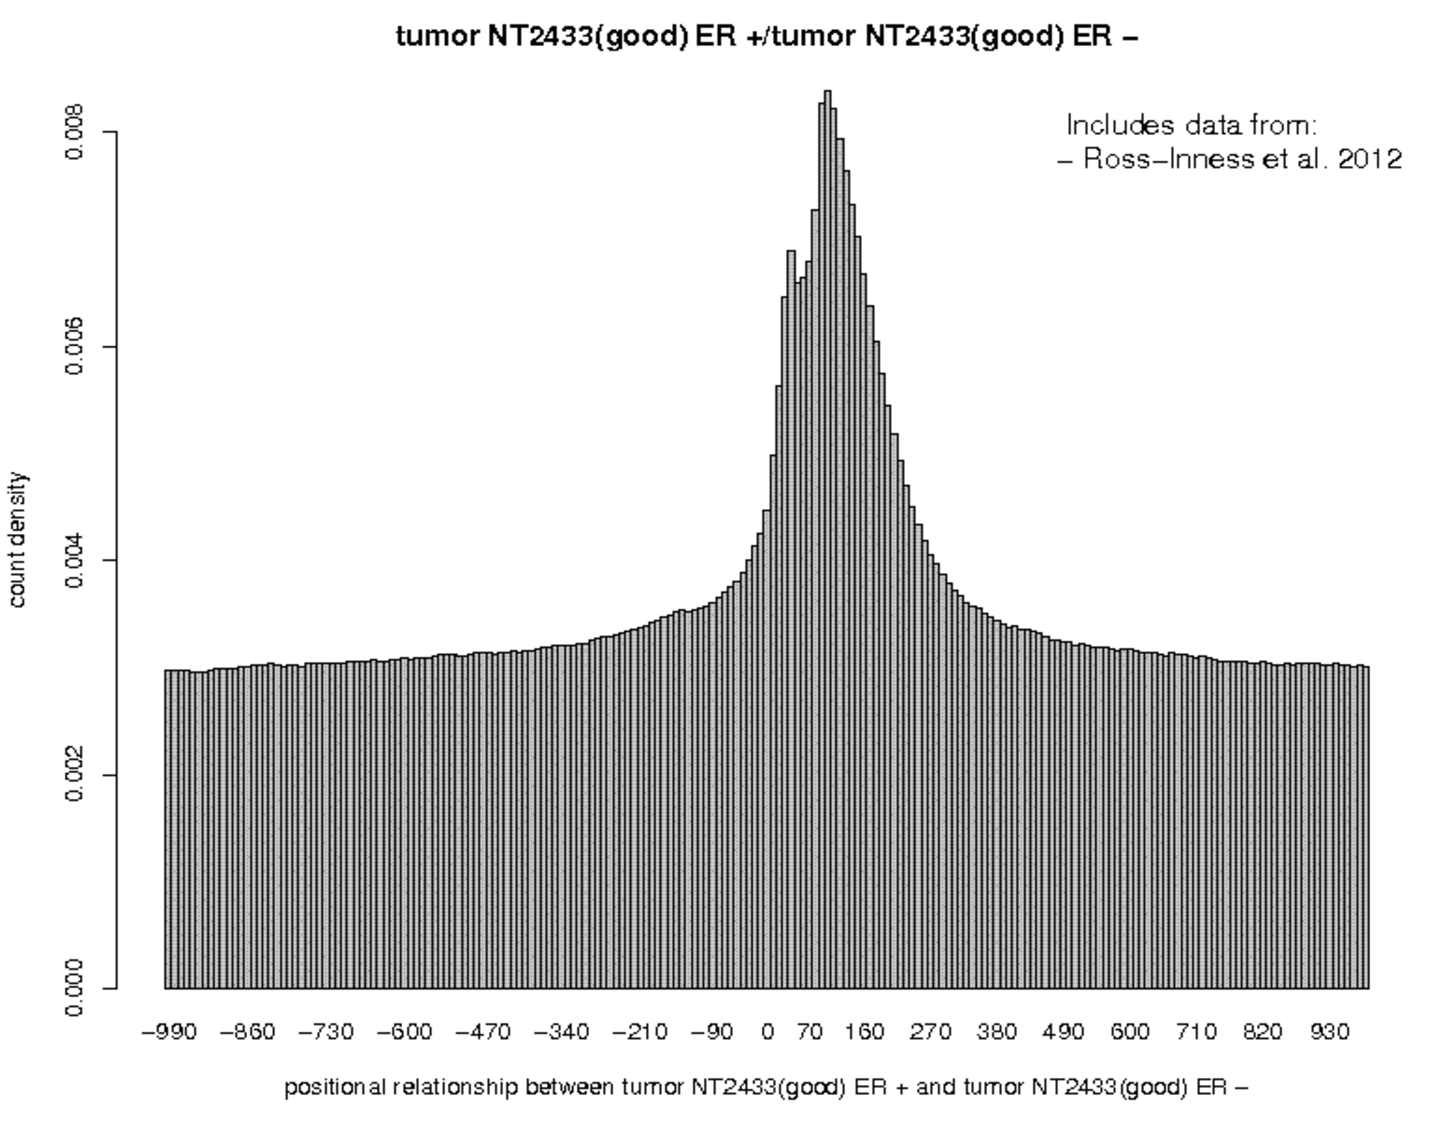 tumor NT2433(good) ER +/tumor NT2433(good) ER −
Includes data from:
− Ross−Inness et al. 2012
count density
0.008
0.006
0.004
0.002
0.000
−990 −860 −730 −600 −470 −340 −210 −90 0 70 160 270 380 490 600 710 820 930
positional relationship between tumor NT2433(good) ER + and tumor NT2433(good) ER −